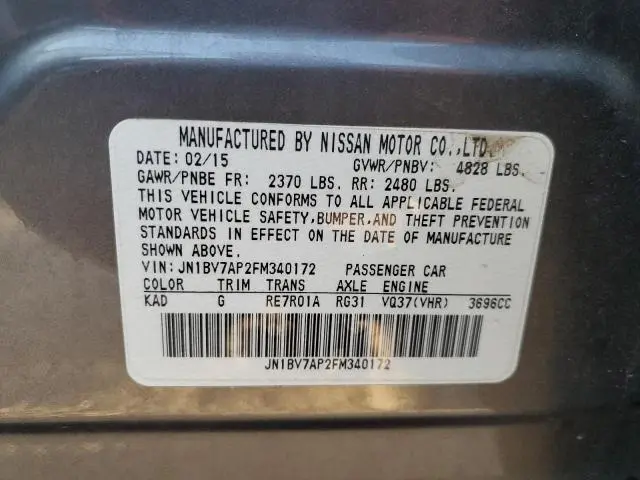 MANUFACTURED BY NISSAN MOTOR CO.,LTD.
DATE: 02/15 GVWR/PNBV: 4828 LBS.
GAWR/PNBE FR: 2370 LBS. RR: 2480 LBS.
THIS VEHICLE CONFORMS TO ALL APPLICABLE FEDERAL
MOTOR VEHICLE SAFETY,BUMPER,AND THEFT PREVENTION
STANDARDS IN EFFECT ON THE DATE OF MANUFACTURE
SHOWN ABOVE.
VIN: JN1BV7AP2FM340172 PASSENGER CAR
COLOR TRIM TRANS AXLE ENGINE
KAD G RE7R01A RG31 VQ37(VHR) 3696CC
JN1BV7AP2FM340172